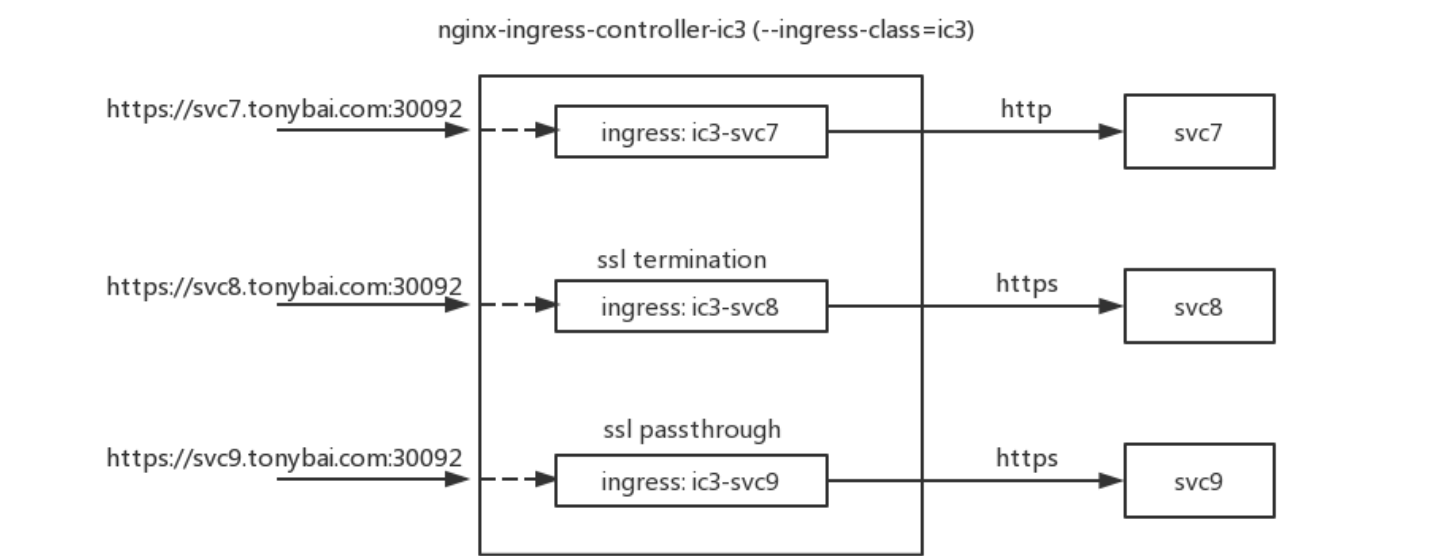 nginx-ingress-controller-ic3 (--ingress-class=ic3)
https://svc7.tonybai.com:30092
ingress: ic3-svc7
http
svc7
ssl termination
https://svc8.tonybai.com:30092
ingress: ic3-svc8
https
svc8
ssl passthrough
https://svc9.tonybai.com:30092
ingress: ic3-svc9
https
svc9